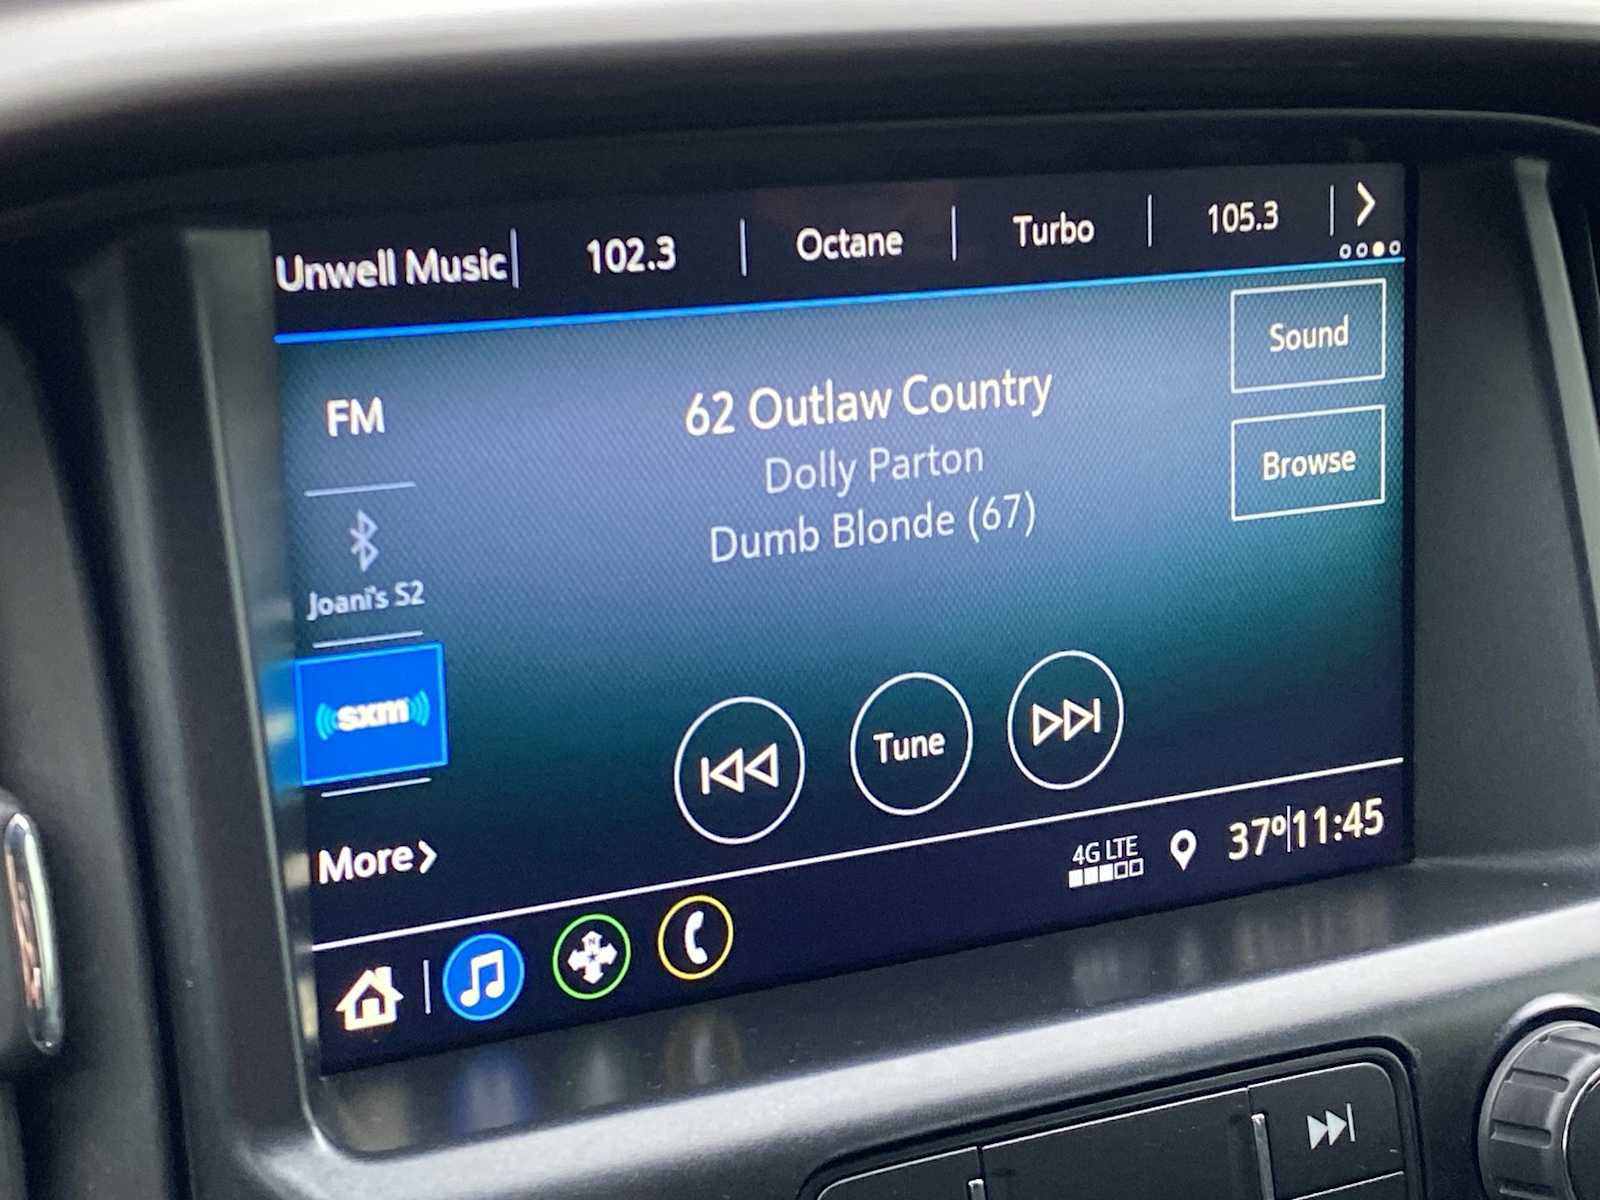 Unwell Music 102.3 Octane Turbo 105.3
Sound
Browse
FM
62 Outlaw Country
Dolly Parton
Dumb Blonde (67)
Joani's S2
sxm
Tune
More
4G LTE
37° 11:45
N